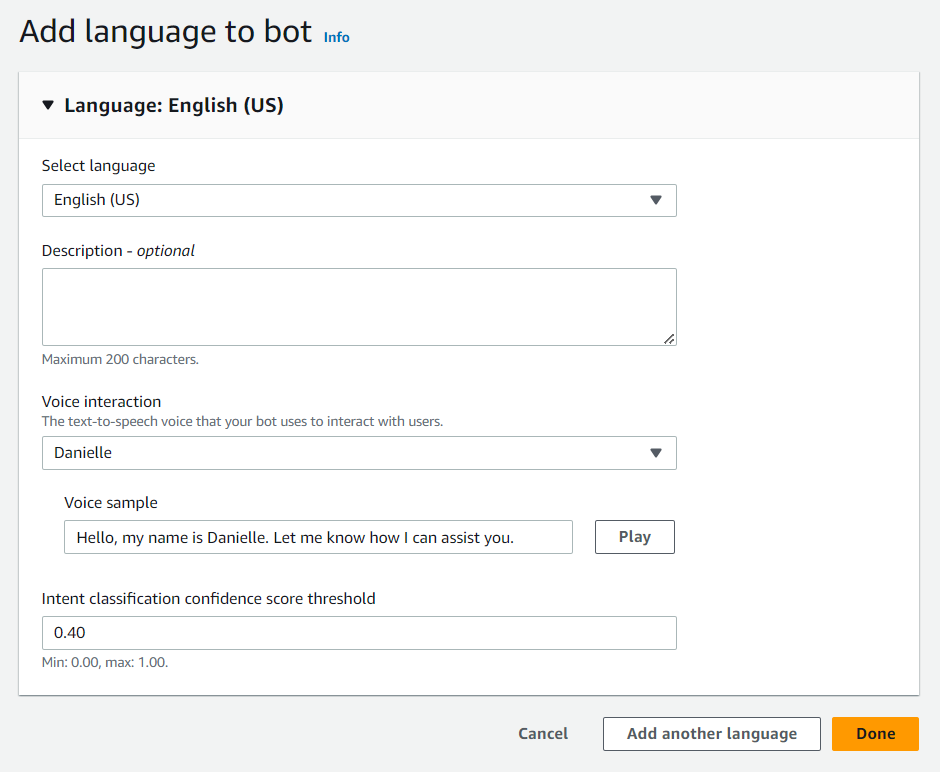 Add language to bot Info
Language: English (US)
Select language
English (US)
Description - optional
Maximum 200 characters.
Voice interaction
The text-to-speech voice that your bot uses to interact with users.
Danielle
Voice sample
Hello, my name is Danielle. Let me know how I can assist you.
Play
Intent classification confidence score threshold
0.40
Min: 0.00, max: 1.00.
Cancel
Add another language
Done